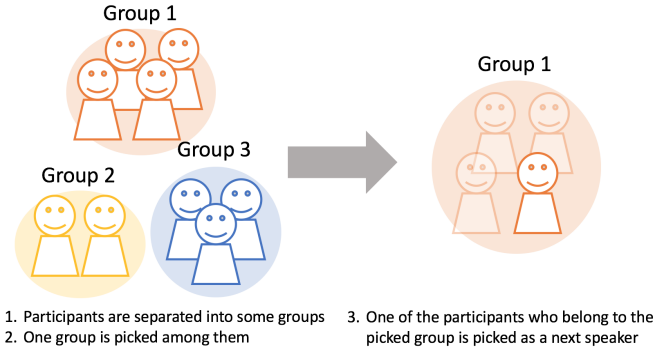 Group 1
Group 2
Group 3
Group 1
1. Participants are separated into some groups
2. One group is picked among them
3. One of the participants who belong to the
picked group is picked as a next speaker